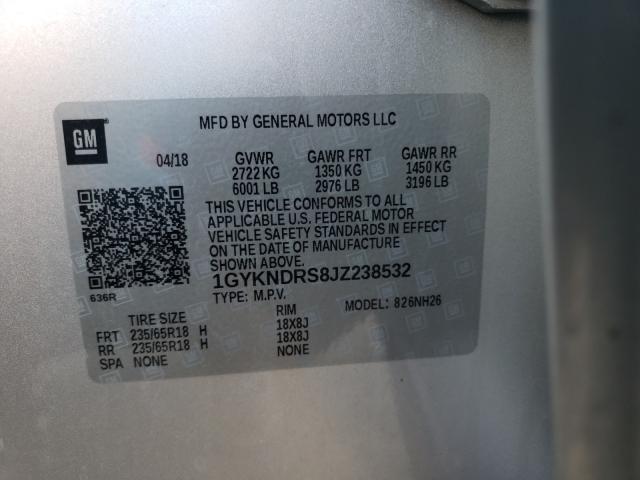 GM
MFD BY GENERAL MOTORS LLC
04/18 GVWR GAWR FRT GAWR RR
2722 KG 1350 KG 1450 KG
6001 LB 2976 LB 3196 LB
THIS VEHICLE CONFORMS TO ALL
APPLICABLE U.S. FEDERAL MOTOR
VEHICLE SAFETY STANDARDS IN EFFECT
ON THE DATE OF MANUFACTURE
SHOWN ABOVE.
1GYKNDRS8JZ238532
636R
TYPE: M.P.V. MODEL: 826NH26
TIRE SIZE RIM
FRT 235/65R18 H 18X8J
RR 235/65R18 H 18X8J
SPA NONE NONE